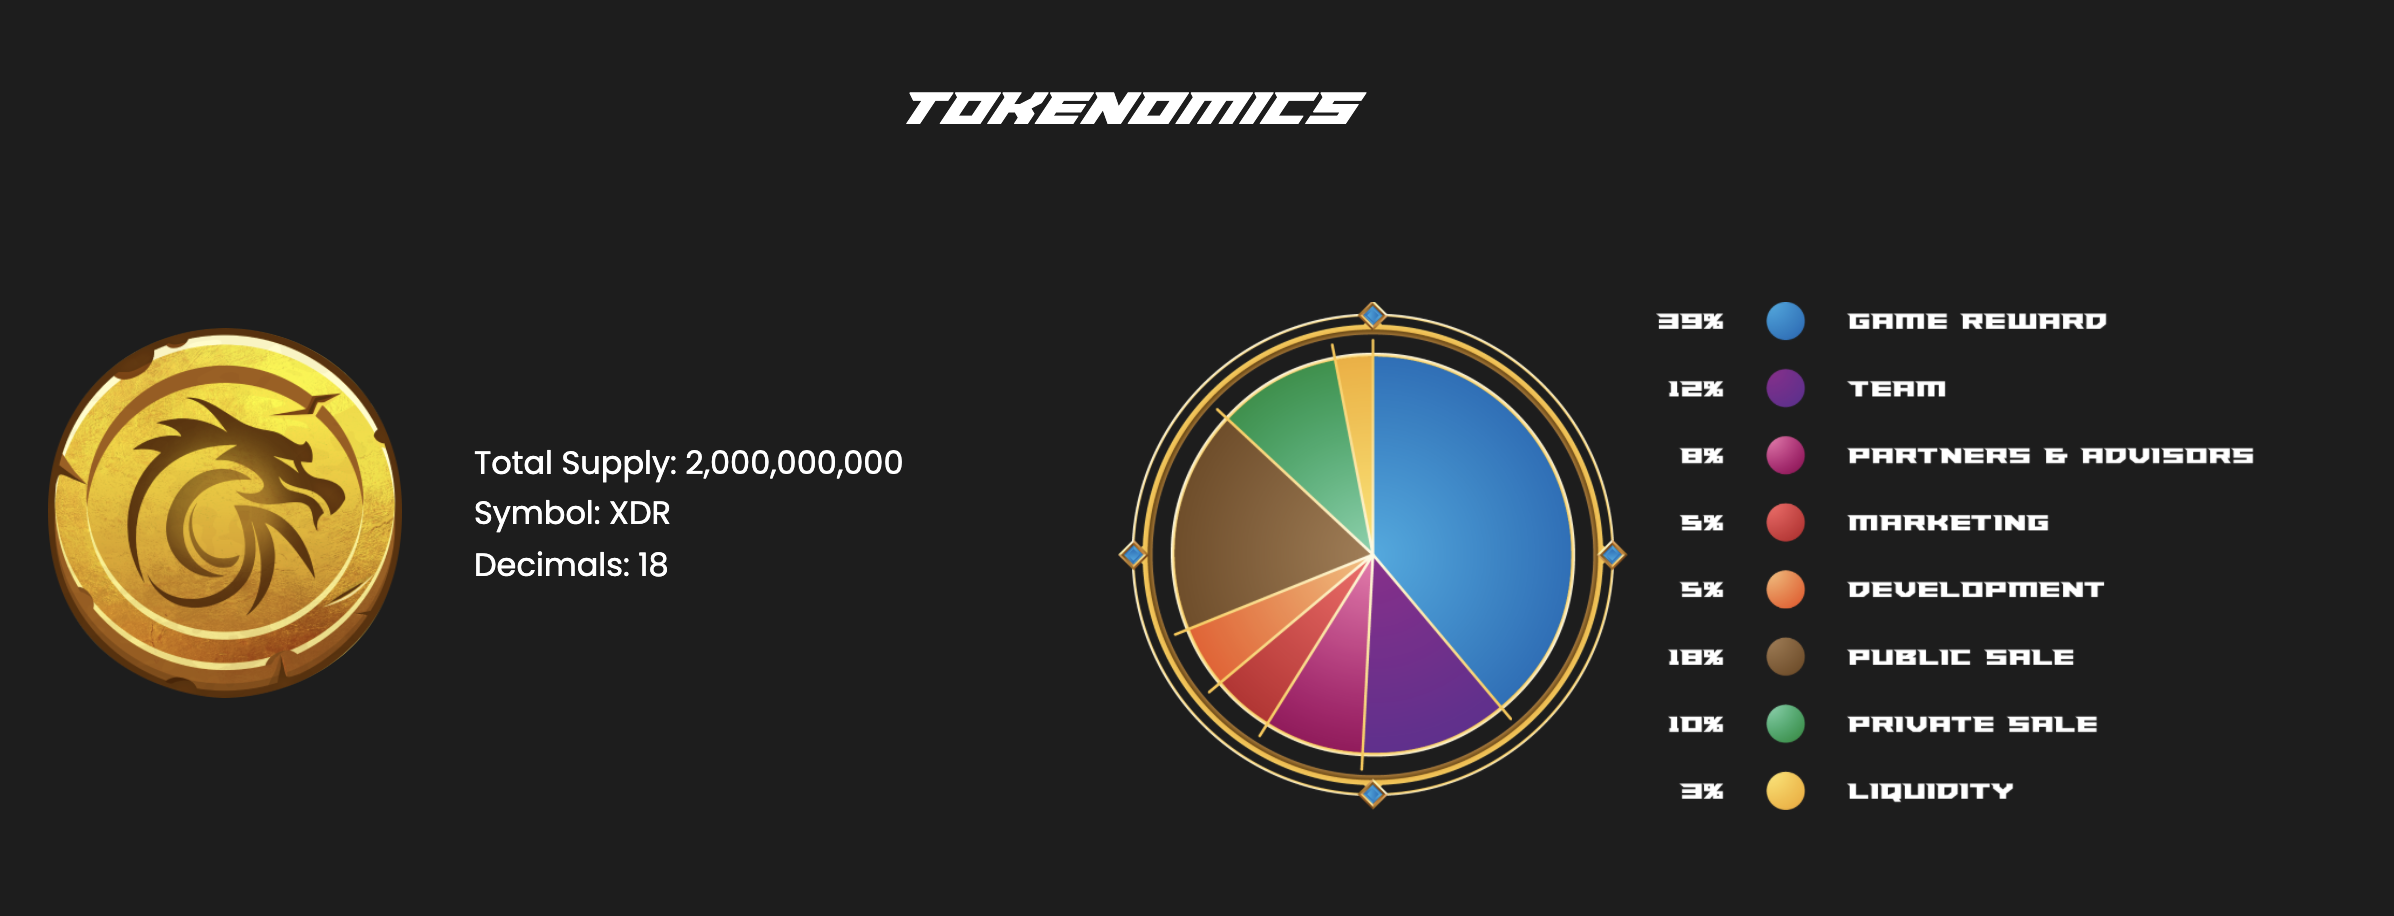 TOKENOMICS
Total Supply: 2,000,000,000
Symbol: XDR
Decimals: 18
39% GAME REWARD
12% TEAM
8% PARTNERS & ADVISORS
5% MARKETING
5% DEVELOPMENT
18% PUBLIC SALE
10% PRIVATE SALE
3% LIQUIDITY